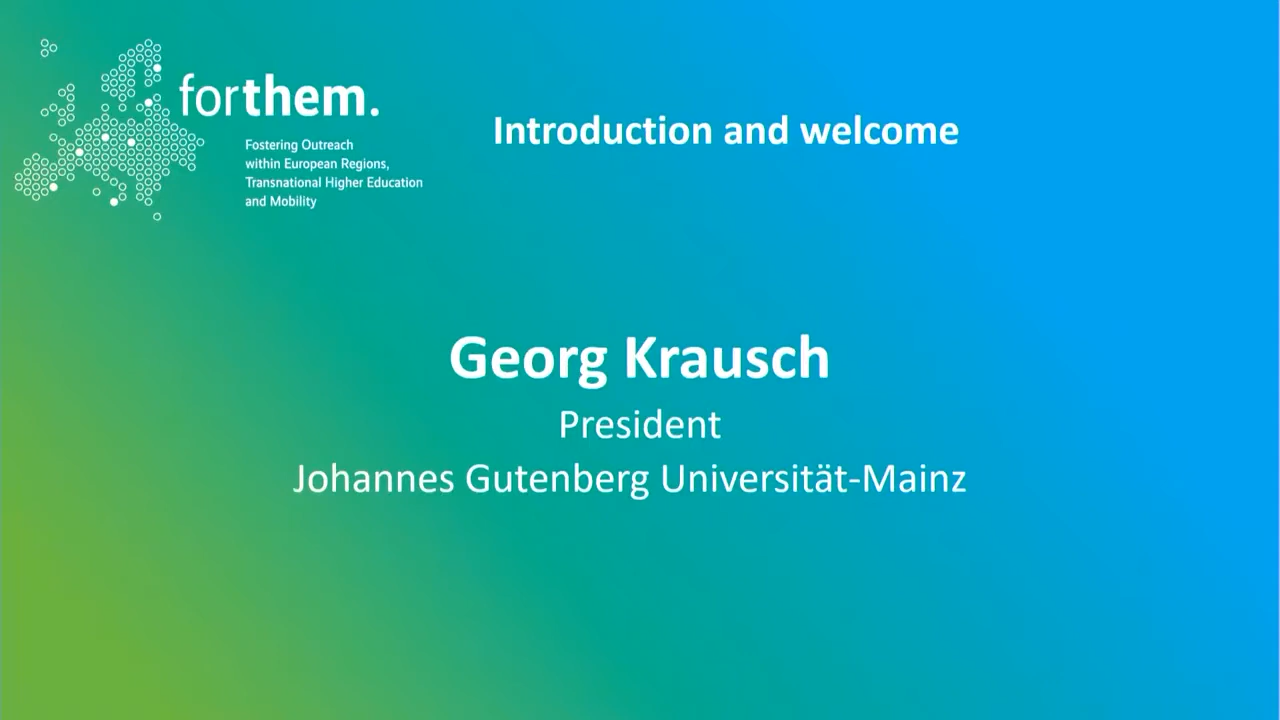 forthem.
Fostering Outreach
within European Regions,
Transnational Higher Education
and Mobility
Introduction and welcome
Georg Krausch
President
Johannes Gutenberg Universität-Mainz